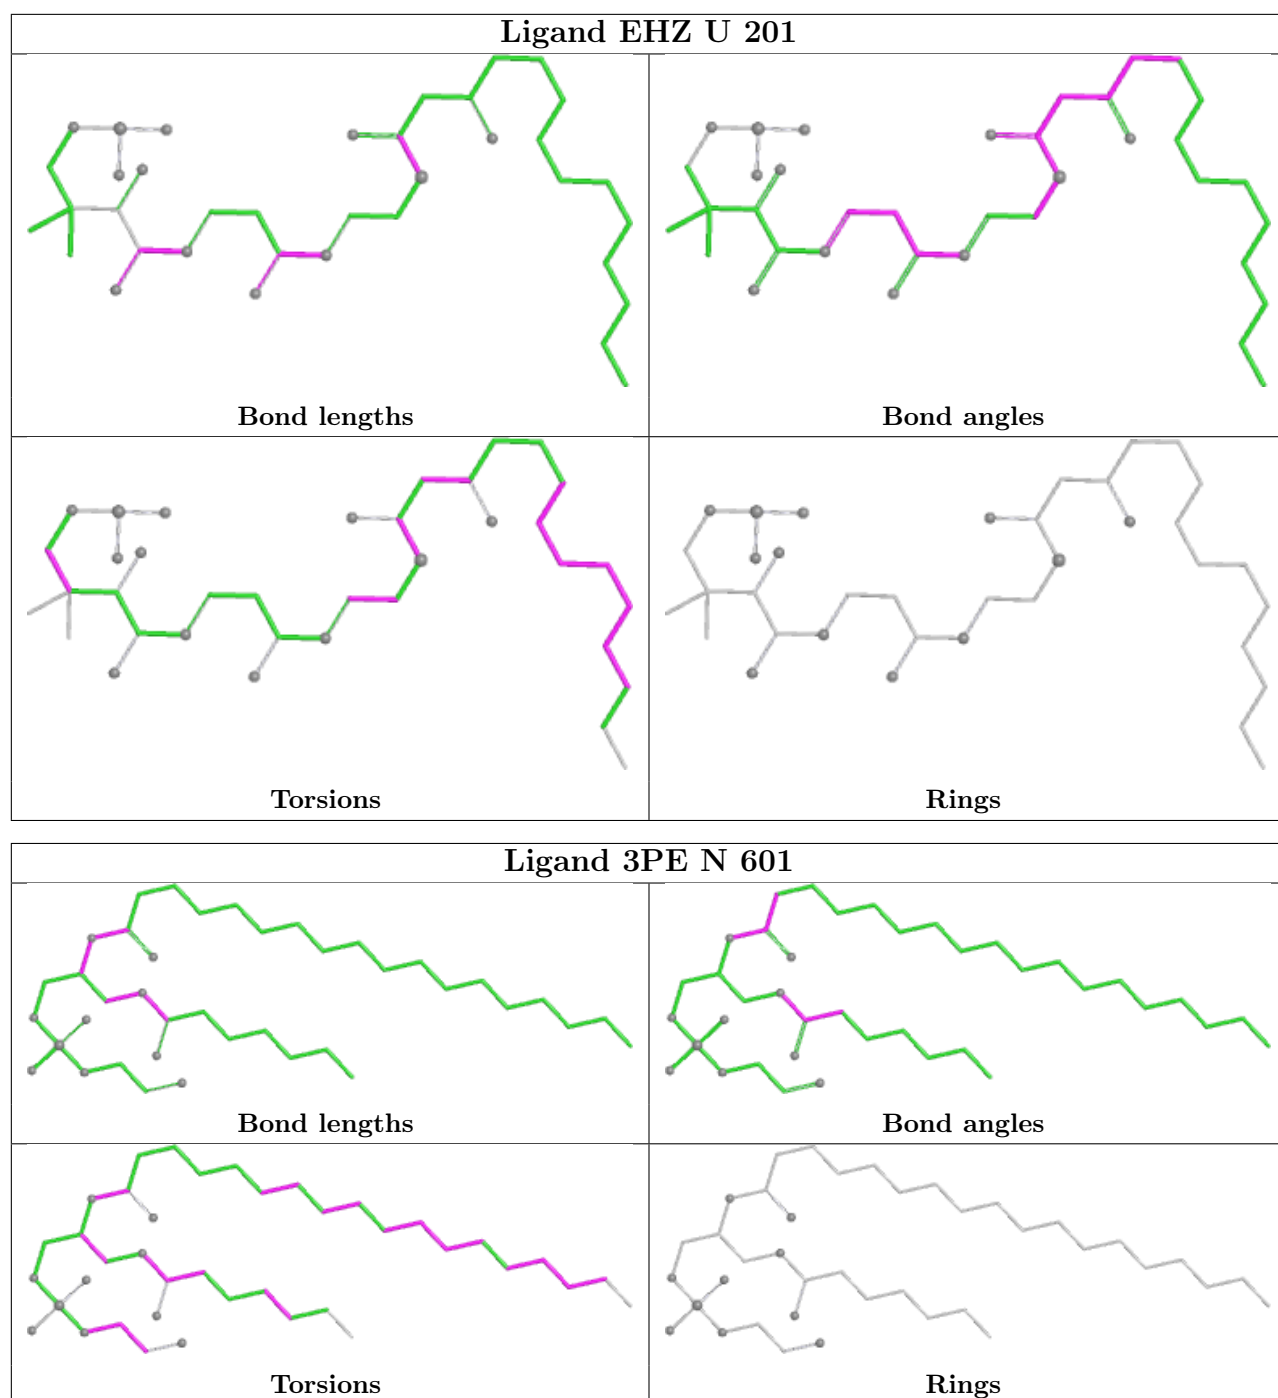 Ligand EHZ U 201
Bond lengths
Bond angles
Torsions
Rings
Ligand 3PE N 601
Bond lengths
Bond angles
Torsions
Rings